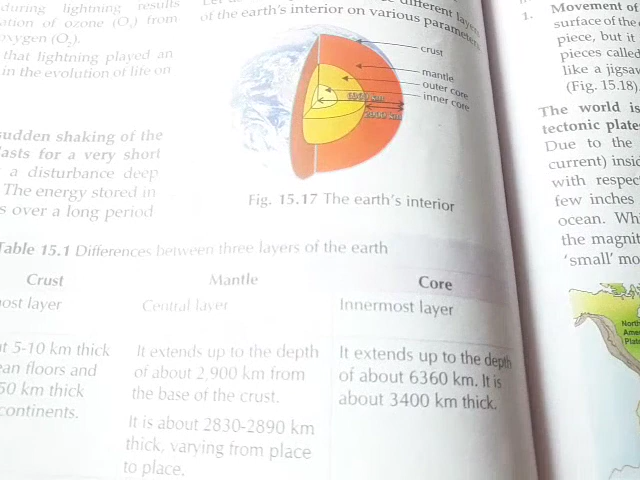 during lightning results
ation of ozone (O₃) from
oxygen (O₂).
that lightning played an
in the evolution of life on
sudden shaking of the
lasts for a very short
a disturbance deep
The energy stored in
s over a long period
different layers
of the earth's interior on various parameters
crust
mantle
outer core
inner core
Fig. 15.17 The earth's interior
Table 15.1 Differences between three layers of the earth
Crust
Mantle
Core
most layer
Central layer
Innermost layer
5-10 km thick
ean floors and
50 km thick
continents.
It extends up to the depth
of about 2,900 km from
the base of the crust.
It is about 2830-2890 km
thick, varying from place
to place.
It extends up to the depth
of about 6360 km. It is
about 3400 km thick.
1. Movement of
surface of the
piece, but it
pieces called
like a jigsaw
(Fig. 15.18).
The world is
tectonic plates
Due to the
current) insi
with respec
few inches
ocean. Wh
the magnit
'small' mo
North
Ame
Plat